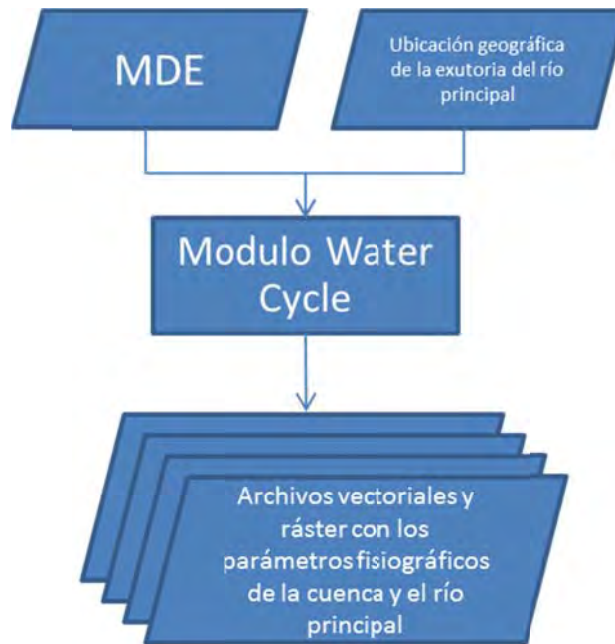 MDE
Ubicación geográfica
de la exutoria del río
principal
Modulo Water
Cycle
Archivos vectoriales y
ráster con los
parámetros fisiográficos
de la cuenca y el río
principal